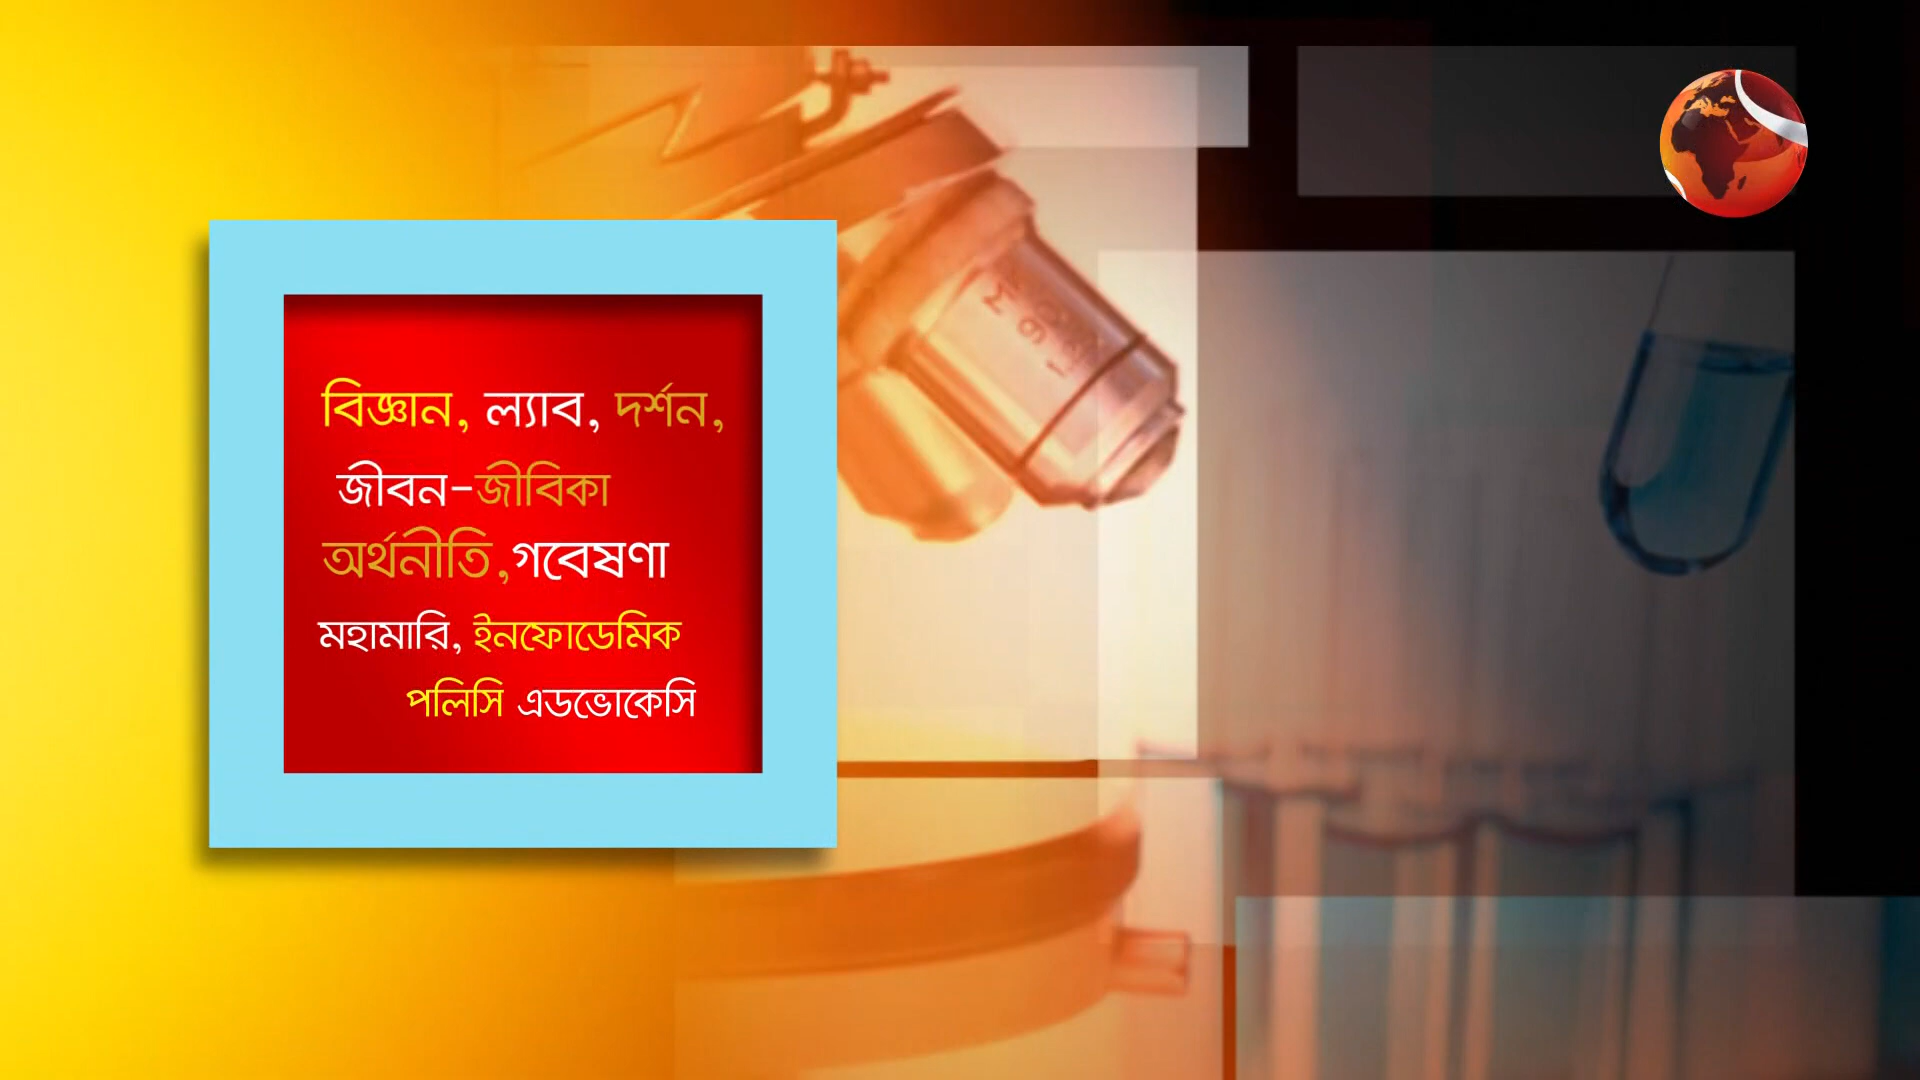 বিজ্ঞান, ল্যাব, দর্শন,
জীবন-জীবিকা
অর্থনীতি,গবেষণা
মহামারি, ইনফোডেমিক
পলিসি এডভোকেসি